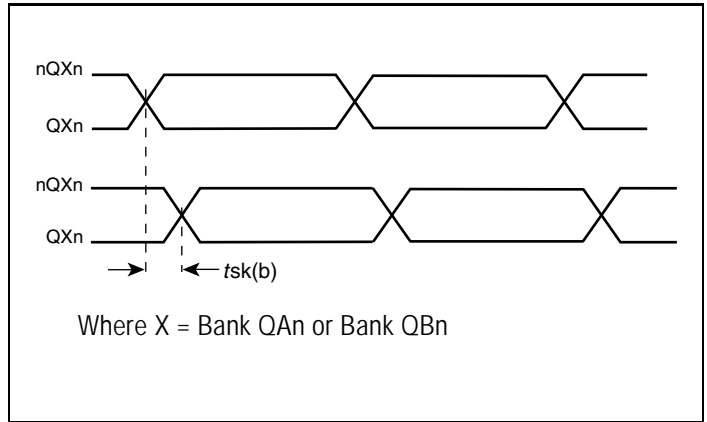 nQXn
QXn
nQXn
QXn
tsk(b)
Where X = Bank QAn or Bank QBn